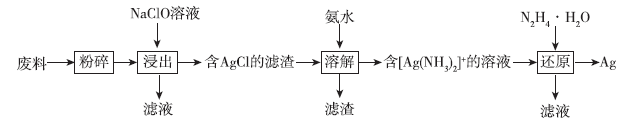 NaClO溶液 氨水 N₂H₄·H₂O
废料 粉碎 浸出 含AgCl的滤渣 溶解 含[Ag(NH₃)₂]⁺的溶液 还原 Ag
滤液 滤渣 滤液